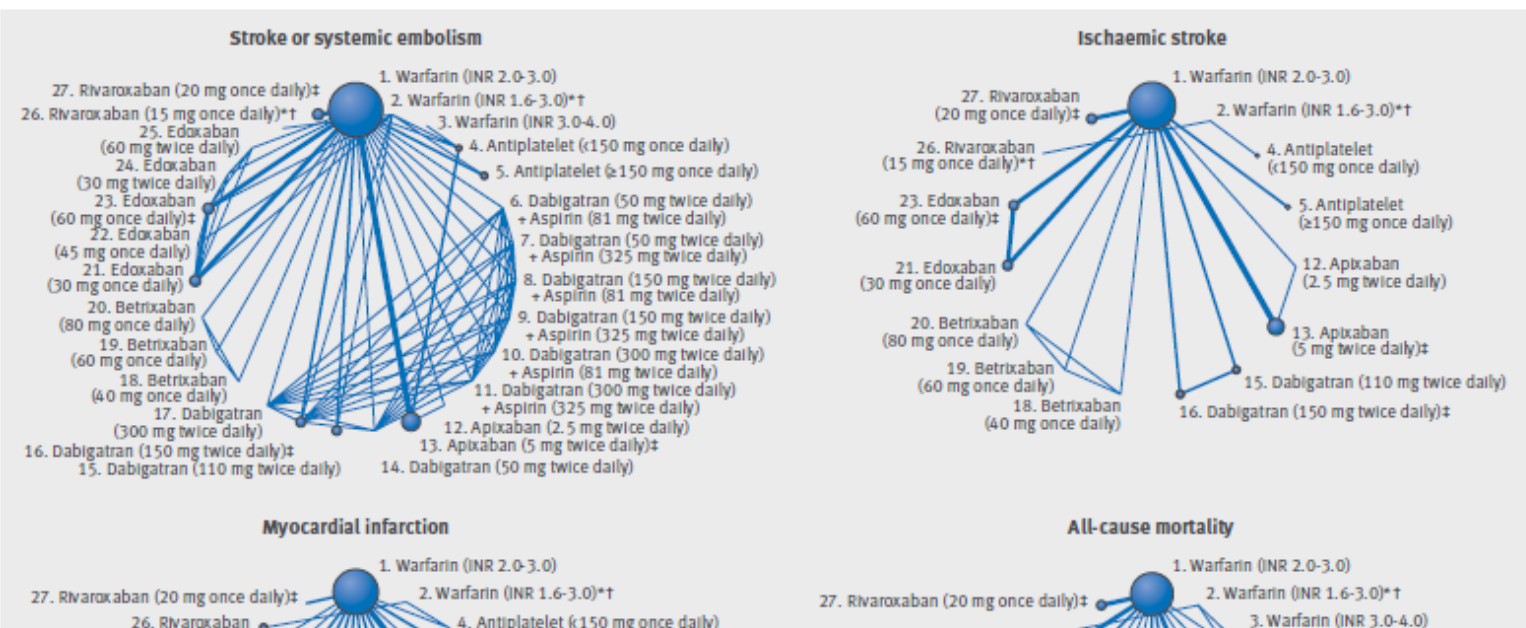 Stroke or systemic embolism
1. Warfarin (INR 2.0-3.0)
2. Warfarin (INR 1.6-3.0)*†
3. Warfarin (INR 3.0-4.0)
4. Antiplatelet (<150 mg once daily)
5. Antiplatelet (≥150 mg once daily)
6. Dabigatran (50 mg twice daily)
+ Aspirin (81 mg twice daily)
7. Dabigatran (50 mg twice daily)
+ Aspirin (325 mg twice daily)
8. Dabigatran (150 mg twice daily)
+ Aspirin (81 mg twice daily)
9. Dabigatran (150 mg twice daily)
+ Aspirin (325 mg twice daily)
10. Dabigatran (300 mg twice daily)
+ Aspirin (81 mg twice daily)
11. Dabigatran (300 mg twice daily)
+ Aspirin (325 mg twice daily)
12. Apixaban (2.5 mg twice daily)
13. Apixaban (5 mg twice daily)‡
14. Dabigatran (50 mg twice daily)
15. Dabigatran (110 mg twice daily)
16. Dabigatran (150 mg twice daily)‡
17. Dabigatran
(300 mg twice daily)
18. Betrixaban
(40 mg once daily)
19. Betrixaban
(60 mg once daily)
20. Betrixaban
(80 mg once daily)
21. Edoxaban
(30 mg once daily)
22. Edoxaban
(45 mg once daily)
23. Edoxaban
(60 mg once daily)‡
24. Edoxaban
(30 mg twice daily)
25. Edoxaban
(60 mg twice daily)
26. Rivaroxaban (15 mg once daily)*†
27. Rivaroxaban (20 mg once daily)‡
Ischaemic stroke
1. Warfarin (INR 2.0-3.0)
2. Warfarin (INR 1.6-3.0)*†
4. Antiplatelet
(<150 mg once daily)
5. Antiplatelet
(≥150 mg once daily)
12. Apixaban
(2.5 mg twice daily)
13. Apixaban
(5 mg twice daily)‡
15. Dabigatran (110 mg twice daily)
16. Dabigatran (150 mg twice daily)‡
18. Betrixaban
(40 mg once daily)
19. Betrixaban
(60 mg once daily)
20. Betrixaban
(80 mg once daily)
21. Edoxaban
(30 mg once daily)
23. Edoxaban
(60 mg once daily)‡
26. Rivaroxaban
(15 mg once daily)*†
27. Rivaroxaban
(20 mg once daily)‡
Myocardial infarction
1. Warfarin (INR 2.0-3.0)
2. Warfarin (INR 1.6-3.0)*†
4. Antiplatelet (<150 mg once daily)
26. Rivaroxaban
27. Rivaroxaban (20 mg once daily)‡
All-cause mortality
1. Warfarin (INR 2.0-3.0)
2. Warfarin (INR 1.6-3.0)*†
3. Warfarin (INR 3.0-4.0)
27. Rivaroxaban (20 mg once daily)‡